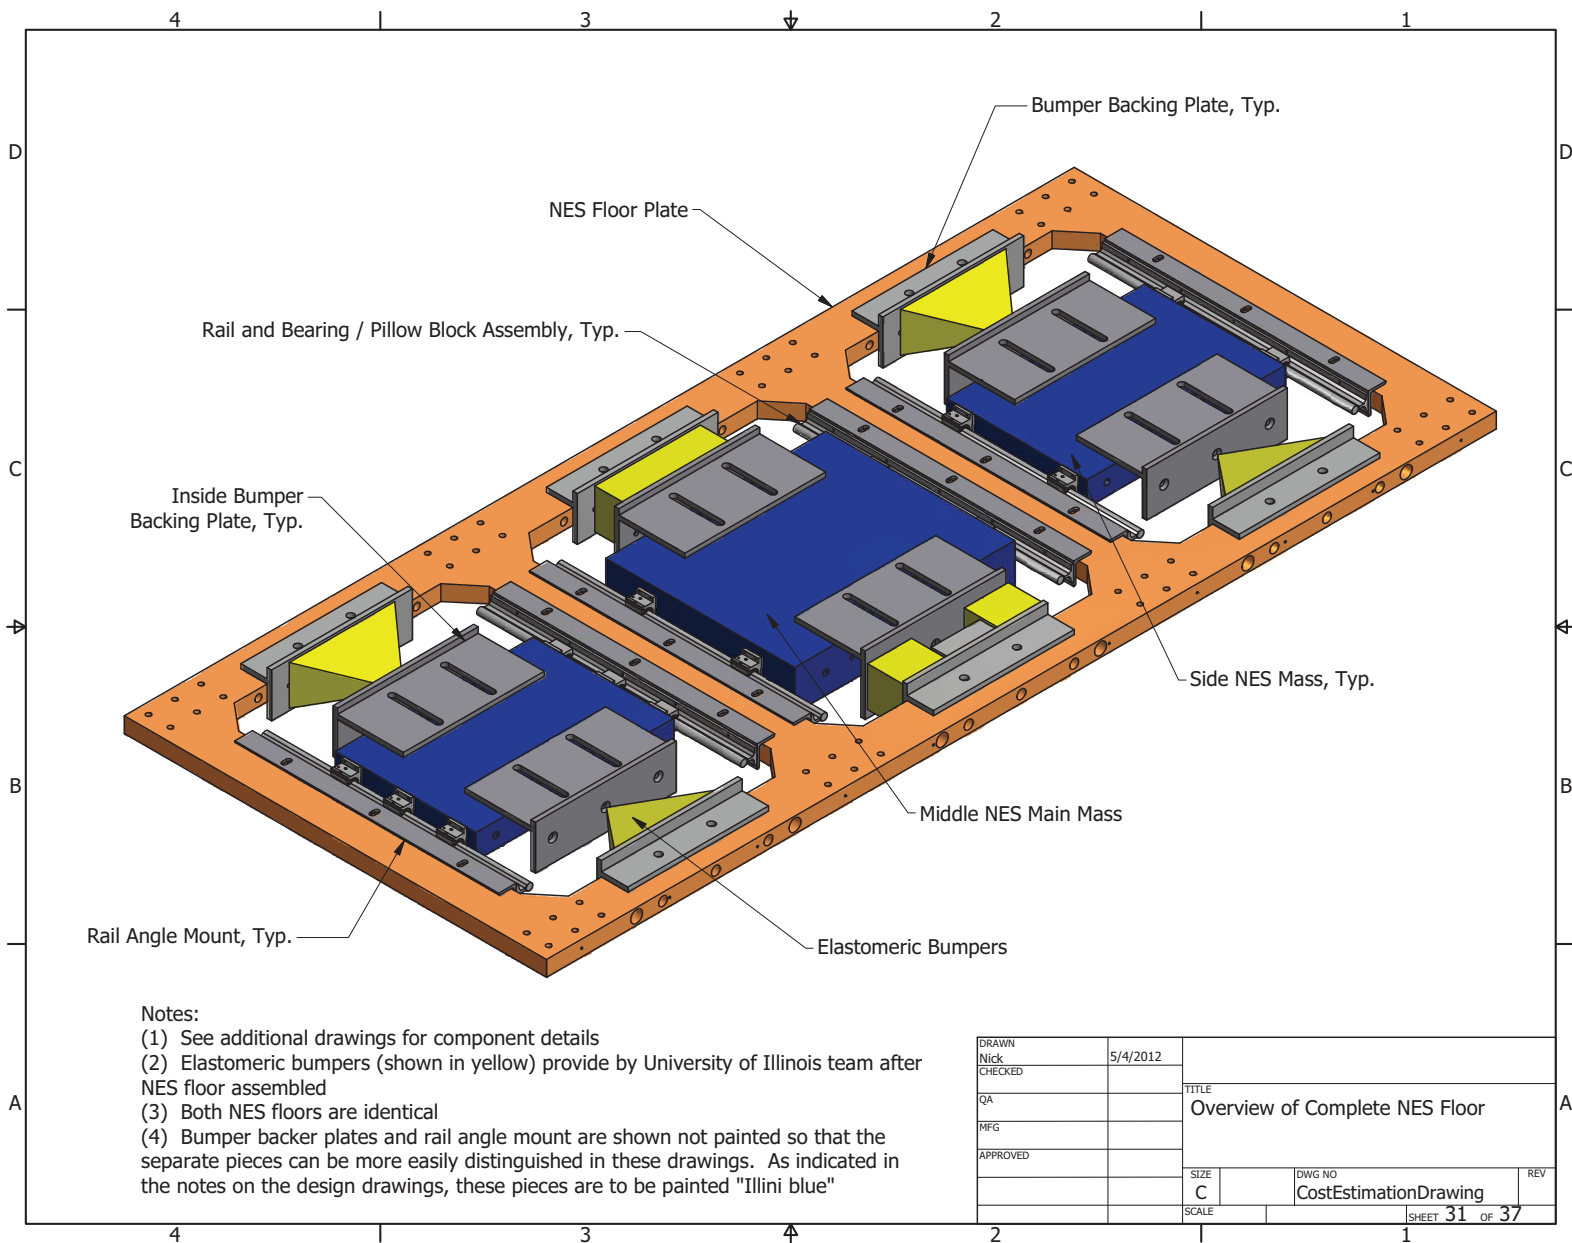 4 3 2 1
Bumper Backing Plate, Typ.
D D
NES Floor Plate
Rail and Bearing / Pillow Block Assembly, Typ.
C C
Inside Bumper
Backing Plate, Typ.
Side NES Mass, Typ.
B B
Middle NES Main Mass
Rail Angle Mount, Typ.
Elastomeric Bumpers
Notes:
(1) See additional drawings for component details
(2) Elastomeric bumpers (shown in yellow) provide by University of Illinois team after
NES floor assembled
(3) Both NES floors are identical
(4) Bumper backer plates and rail angle mount are shown not painted so that the
separate pieces can be more easily distinguished in these drawings. As indicated in
the notes on the design drawings, these pieces are to be painted "Illini blue"
A A
DRAWN
Nick 5/4/2012
CHECKED
QA
MFG
APPROVED
TITLE
Overview of Complete NES Floor
SIZE
C
DWG NO
CostEstimationDrawing
REV
SCALE
SHEET 31 OF 37
4 3 2 1